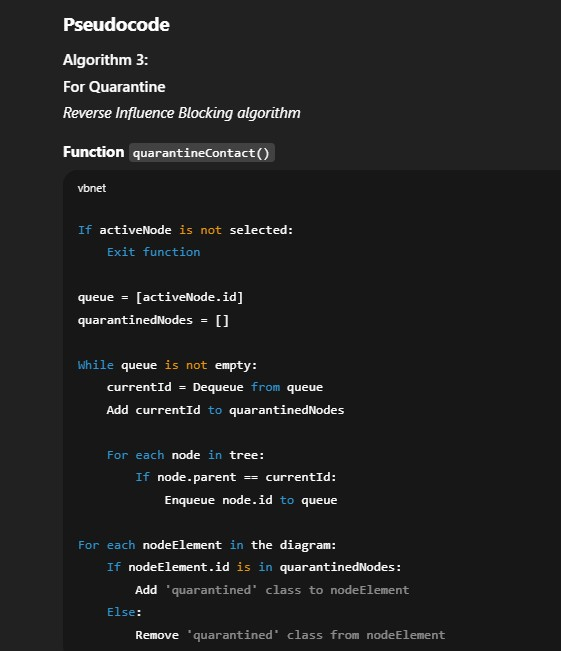 Pseudocode
Algorithm 3:
For Quarantine
Reverse Influence Blocking algorithm
Function quarantineContact()
vbnet
If activeNode is not selected:
    Exit function
queue = [activeNode.id]
quarantinedNodes = []
While queue is not empty:
    currentId = Dequeue from queue
    Add currentId to quarantinedNodes
    For each node in tree:
        If node.parent == currentId:
            Enqueue node.id to queue
For each nodeElement in the diagram:
    If nodeElement.id is in quarantinedNodes:
        Add 'quarantined' class to nodeElement
    Else:
        Remove 'quarantined' class from nodeElement